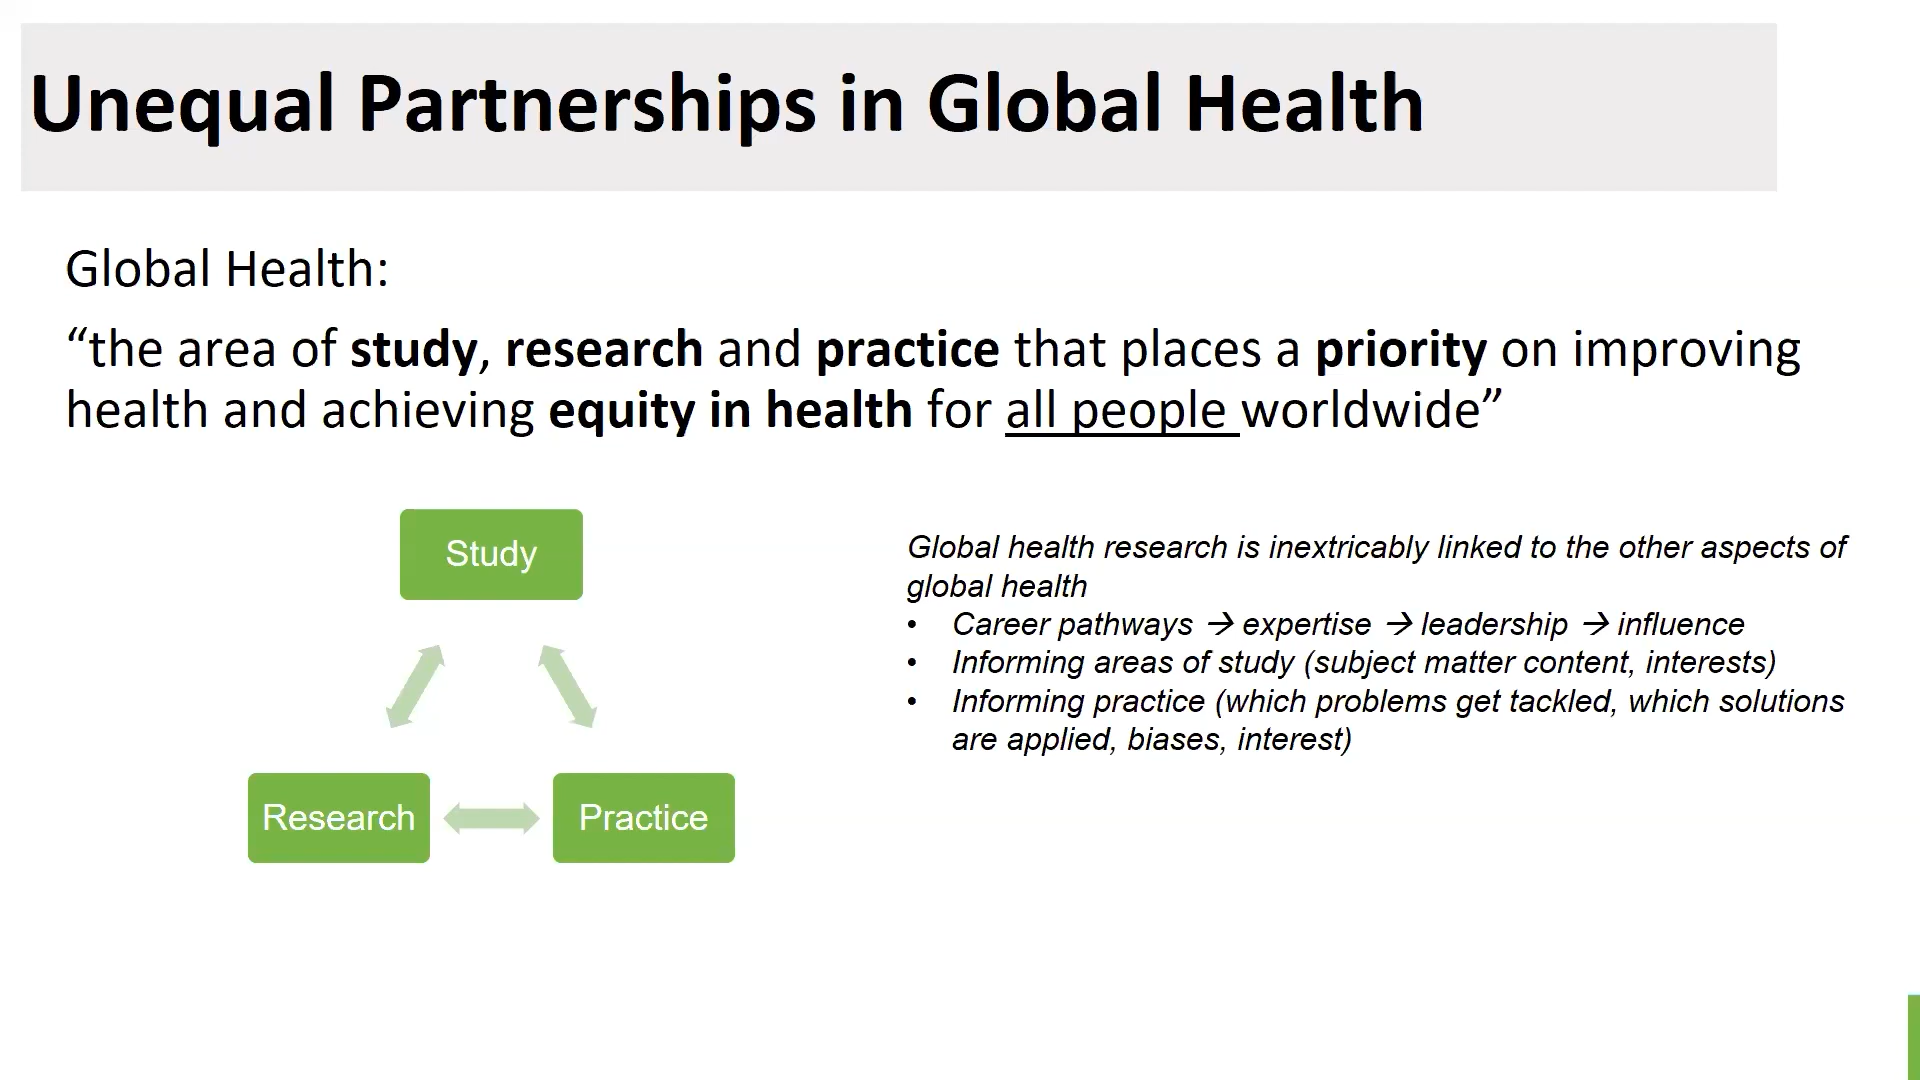 Unequal Partnerships in Global Health
Global Health:
“the area of study, research and practice that places a priority on improving
health and achieving equity in health for all people worldwide”
Study
Research
Practice
Global health research is inextricably linked to the other aspects of
global health
• Career pathways → expertise → leadership → influence
• Informing areas of study (subject matter content, interests)
• Informing practice (which problems get tackled, which solutions
are applied, biases, interest)